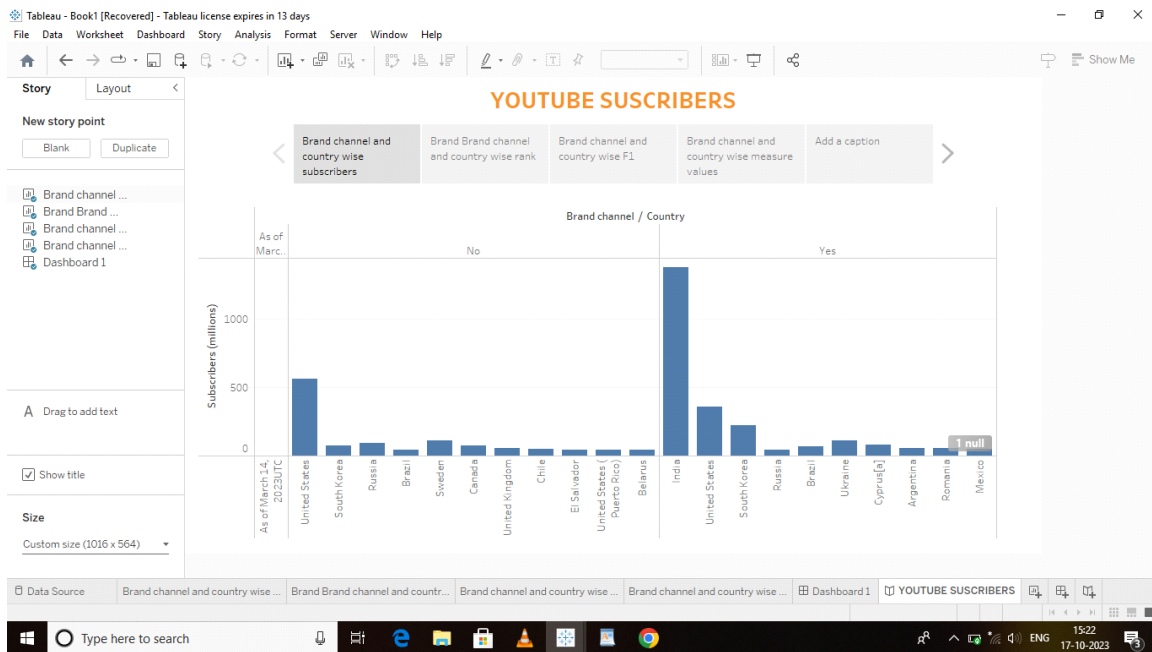 Tableau - Book1 [Recovered] - Tableau license expires in 13 days
File Data Worksheet Dashboard Story Analysis Format Server Window Help
Show Me
Story Layout
New story point
Blank Duplicate
Brand channel ...
Brand Brand ...
Brand channel ...
Brand channel ...
Dashboard 1
A Drag to add text
Show title
Size
Custom size (1016 x 564)
YOUTUBE SUSCRIBERS
Brand channel and
country wise
subscribers
Brand Brand channel
and country wise rank
Brand channel and
country wise F1
Brand channel and
country wise measure
values
Add a caption
Brand channel / Country
As of
Marc..
No
Yes
Subscribers (millions)
1000
500
0
1 null
As of March 14,
2023UTC
United States
South Korea
Russia
Brazil
Sweden
Canada
United Kingdom
Chile
El Salvador
United States (
Puerto Rico)
Belarus
India
United States
South Korea
Russia
Brazil
Ukraine
Cyprus[a]
Argentina
Romania
Mexico
Data Source Brand channel and country wise ... Brand Brand channel and countr... Brand channel and country wise ... Brand channel and country wise ... Dashboard 1 YOUTUBE SUSCRIBERS
Type here to search
ENG
15:22
17-10-2023
3